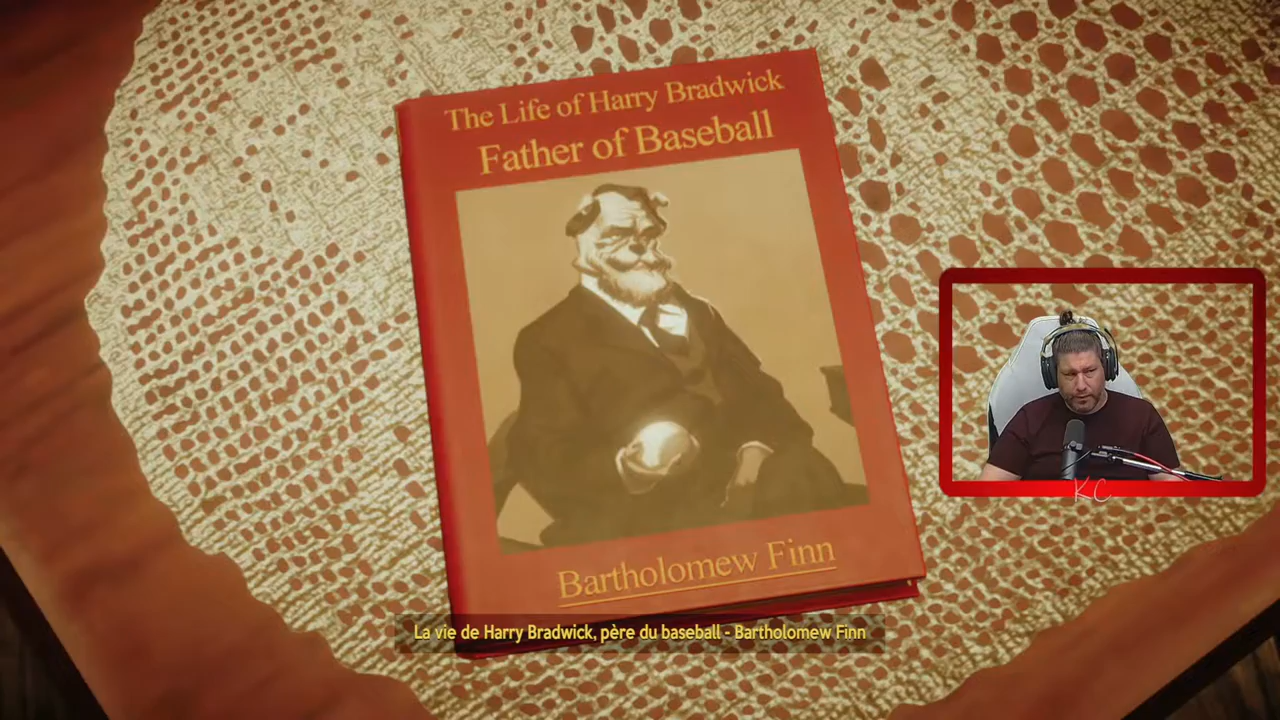 The Life of Harry Bradwick
Father of Baseball
Bartholomew Finn
La vie de Harry Bradwick, père du baseball - Bartholomew Finn
KC